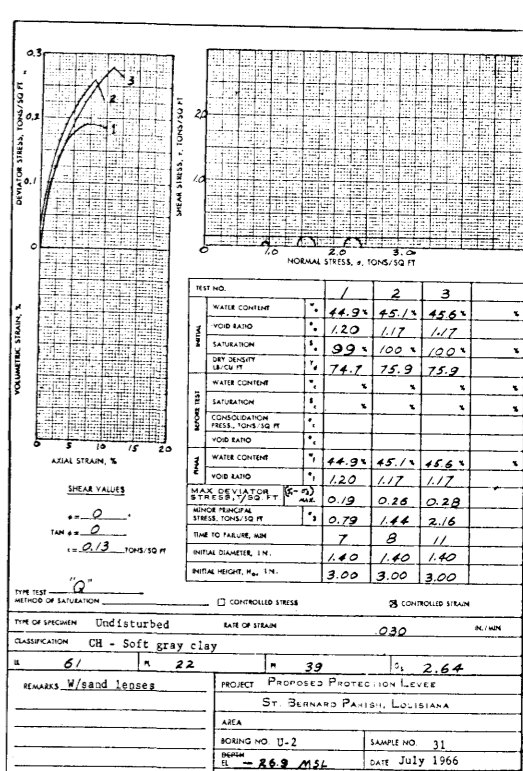 0.3
0.2
0.1
0
DEVIATOR STRESS, TONS/SQ FT
1
2
3
SHEAR STRESS, τ, TONS/SQ FT
2.0
1.0
0
0 1.0 2.0 3.0
NORMAL STRESS, σ, TONS/SQ FT
VOLUMETRIC STRAIN, %
0 5 10 15 20
AXIAL STRAIN, %
SHEAR VALUES
φ = 0 °
TAN φ = 0
c = 0.13 TONS/SQ FT
TEST NO. 1 2 3
INITIAL
WATER CONTENT wo 44.9 % 45.1 % 45.6 % %
VOID RATIO eo 1.20 1.17 1.17
SATURATION So 99 % 100 % 100 % %
DRY DENSITY LB/CU FT γd 74.7 75.9 75.9
BEFORE TEST
WATER CONTENT wc % % % %
SATURATION Sc % % % %
CONSOLIDATION PRESS., TONS/SQ FT σc
VOID RATIO ec
FINAL
WATER CONTENT wf 44.9 % 45.1 % 45.6 % %
VOID RATIO ef 1.20 1.17 1.17
MAX DEVIATOR STRESS, T/SQ. FT (σ1 - σ3) MAX. 0.19 0.26 0.28
MINOR PRINCIPAL STRESS, TONS/SQ FT σ3 0.79 1.44 2.16
TIME TO FAILURE, MIN 7 8 11
INITIAL DIAMETER, IN. 1.40 1.40 1.40
INITIAL HEIGHT, Ho, IN. 3.00 3.00 3.00
TYPE TEST "Q"
METHOD OF SATURATION
CONTROLLED STRESS
CONTROLLED STRAIN
TYPE OF SPECIMEN Undisturbed RATE OF STRAIN .030 IN./MIN
CLASSIFICATION CH - Soft gray clay
LL 61 PL 22 PI 39 Gs 2.64
REMARKS W/sand lenses
PROJECT PROPOSED PROTECTION LEVEE
ST. BERNARD PARISH, LOUISIANA
AREA
BORING NO. U-2 SAMPLE NO. 31
DEPTH
EL - 26.9 MSL DATE July 1966